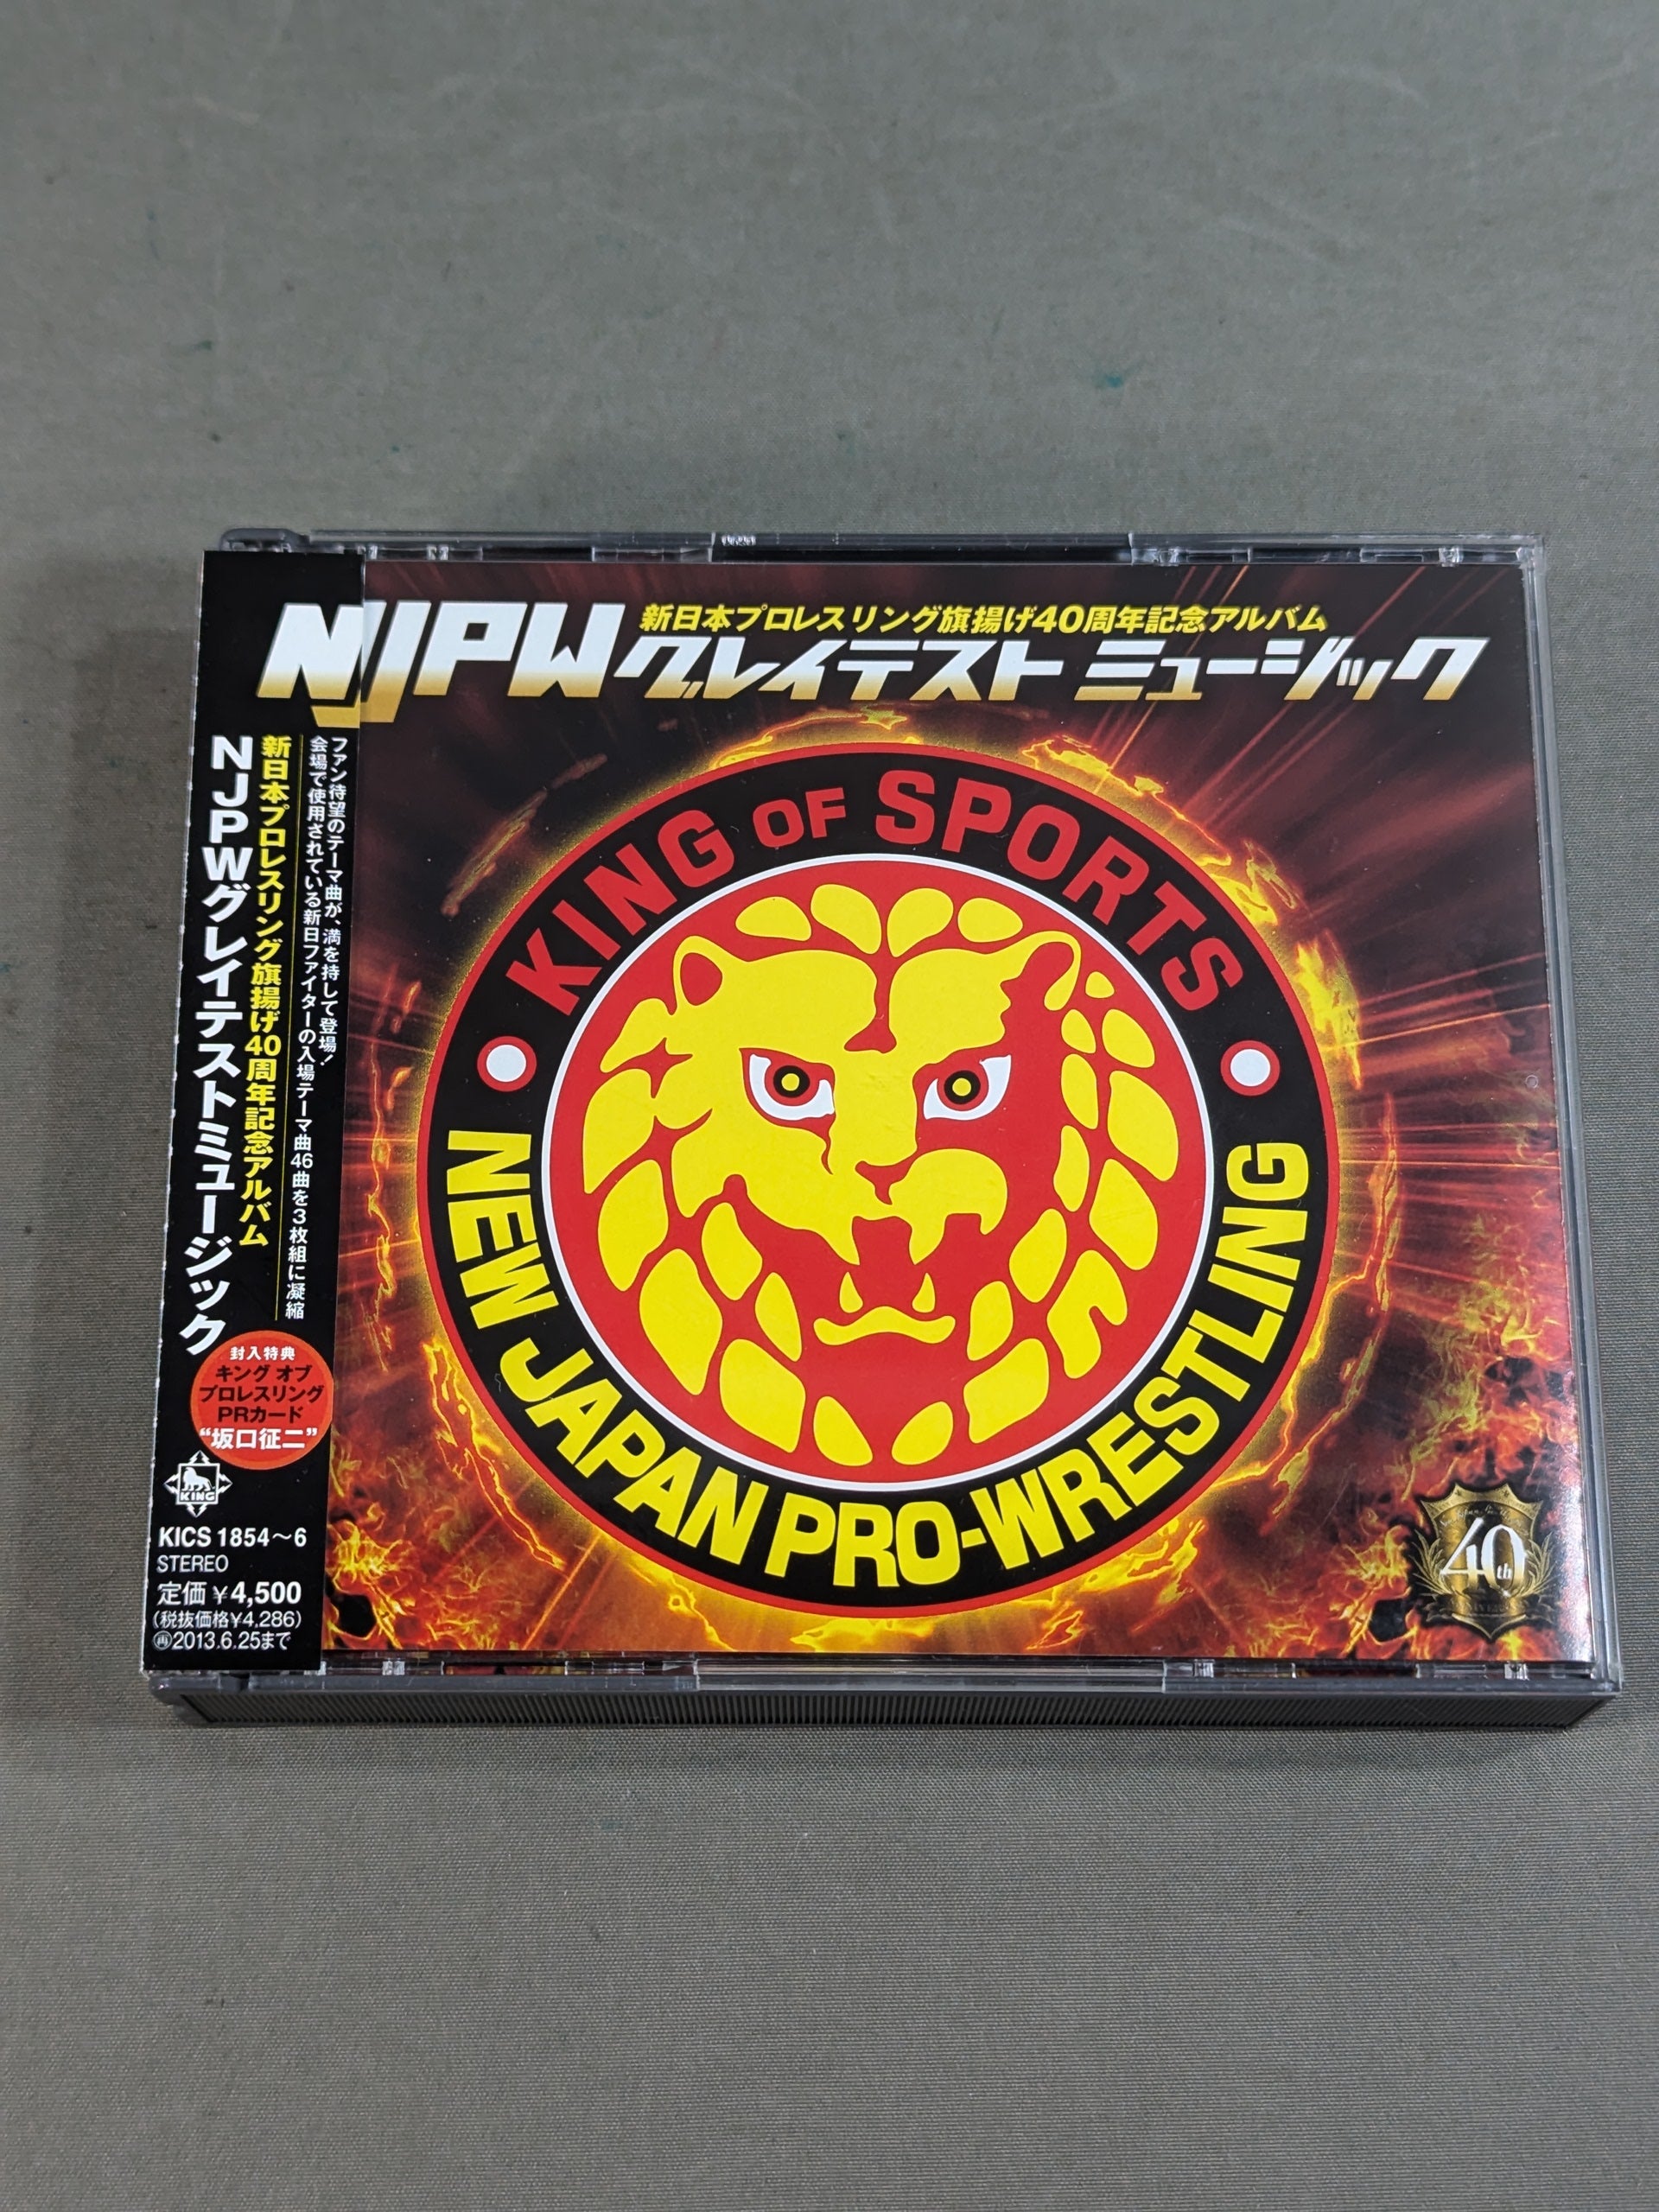 NJPW
新日本プロレスリング旗揚げ40周年記念アルバム
グレイテスト ミュージック
KING OF SPORTS
NEW JAPAN PRO-WRESTLING
40th
ファン待望のテーマ曲が、満を持して登場!
会場で使用されている新日ファイターの入場テーマ曲46曲を3枚組に凝縮
新日本プロレスリング旗揚げ40周年記念アルバム
NJPWグレイテストミュージック
封入特典
キング オブ
プロレスリング
PRカード
“坂口征二”
KING
KICS 1854～6
STEREO
定価￥4,500
(税抜価格￥4,286)
㋐2013.6.25まで